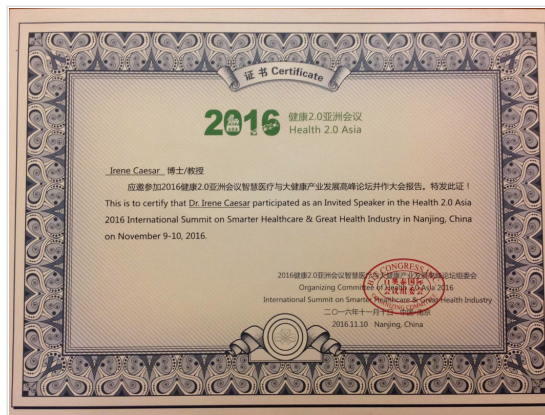 证书 Certificate
2016 健康2.0亚洲会议
Health 2.0 Asia
Irene Caesar 博士/教授
应邀参加2016健康2.0亚洲会议智慧医疗与大健康产业发展高峰论坛并作大会报告。特发此证！
This is to certify that Dr. Irene Caesar participated as an Invited Speaker in the Health 2.0 Asia
2016 International Summit on Smarter Healthcare & Great Health Industry in Nanjing, China
on November 9-10, 2016.
2016健康2.0亚洲会议智慧医疗与大健康产业发展高峰论坛组委会
Organizing Committee of Health 2.0 Asia 2016
International Summit on Smarter Healthcare & Great Health Industry
二〇一六年十一月十日 中国 南京
2016.11.10 Nanjing, China
CONGRESS
国际
会议组委会